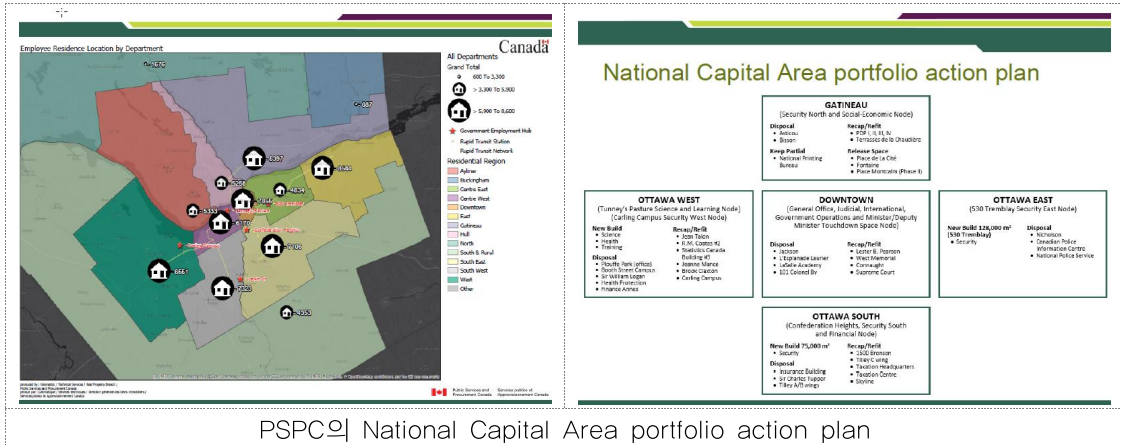 Employee Residence Location by Department
Canada
All Departments
Grand Total
600 To 3,300
> 3,300 To 5,900
> 5,900 To 8,600
Government Employment Hub
Rapid Transit Station
Rapid Transit Network
Residential Region
Aylmer
Buckingham
Centre East
Centre West
Downtown
East
Gatineau
Hull
North
South & Rural
South East
South West
West
Other
4834
6651
4353
Public Services and
Procurement Canada
Services publics et
Approvisionnement Canada
National Capital Area portfolio action plan
GATINEAU
(Security North and Social-Economic Node)
Disposal
• Asticou
• Bisson
Keep Partial
• National Printing
Bureau
Recap/Refit
• PDP I, II, III, IV
• Terrasses de la Chaudière
Release Space
• Place de La Cité
• Fontaine
• Place Montcalm (Phase II)
OTTAWA WEST
(Tunney's Pasture Science and Learning Node)
(Carling Campus Security West Node)
New Build
• Science
• Health
• Training
Disposal
• Plouffe Park (office)
• Booth Street Campus
• Sir William Logan
• Health Protection
• Finance Annex
Recap/Refit
• Jean Talon
• R.H. Coates #2
• Statistics Canada
Building #3
• Jeanne Mance
• Brook Claxton
• Carling Campus
DOWNTOWN
(General Office, Judicial, International,
Government Operations and Minister/Deputy
Minister Touchdown Space Node)
Disposal
• Jackson
• L'Esplanade Laurier
• LaSalle Academy
• 101 Colonel By
Recap/Refit
• Lester B. Pearson
• West Memorial
• Connaught
• Supreme Court
OTTAWA EAST
(530 Tremblay Security East Node)
New Build 128,000 m²
(530 Tremblay)
• Security
Disposal
• Nicholson
• Canadian Police
Information Centre
• National Police Service
OTTAWA SOUTH
(Confederation Heights, Security South
and Financial Node)
New Build 75,000 m²
• Security
Disposal
• Insurance Building
• Sir Charles Tupper
• Tilley A/B wings
Recap/Refit
• 1500 Bronson
• Tilley C wing
• Taxation Headquarters
• Taxation Centre
• Skyline
PSPC의 National Capital Area portfolio action plan